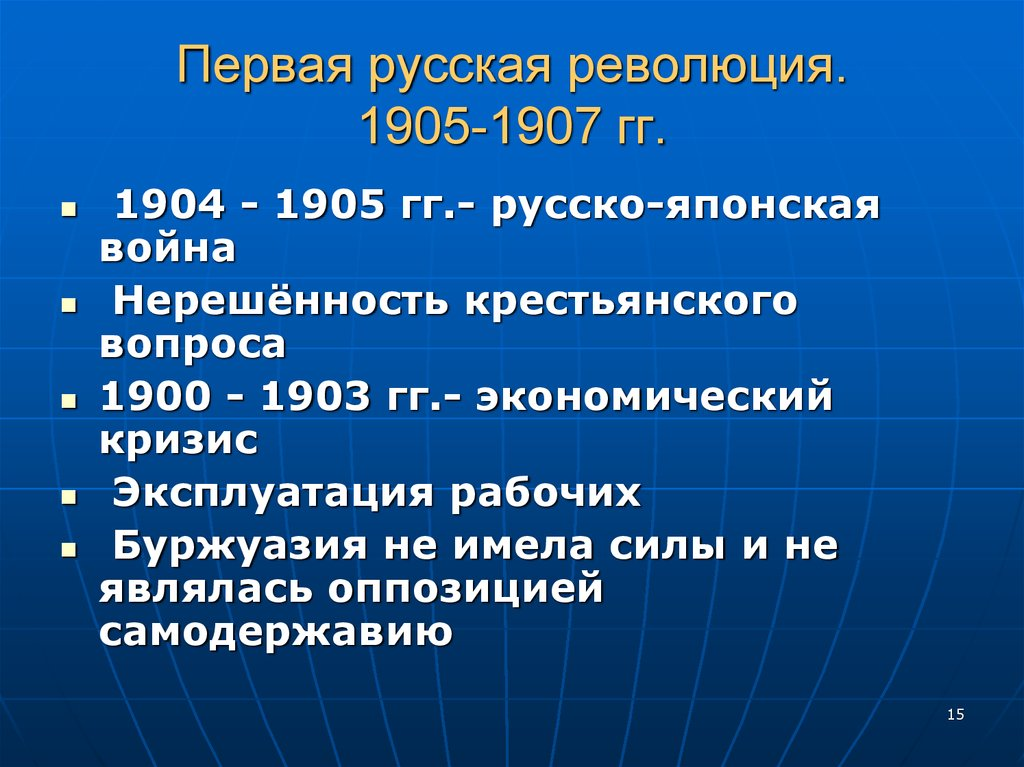 Первая русская революция.
1905-1907 гг.
1904 - 1905 гг.- русско-японская
война
Нерешённость крестьянского
вопроса
1900 - 1903 гг.- экономический
кризис
Эксплуатация рабочих
Буржуазия не имела силы и не
являлась оппозицией
самодержавию
15